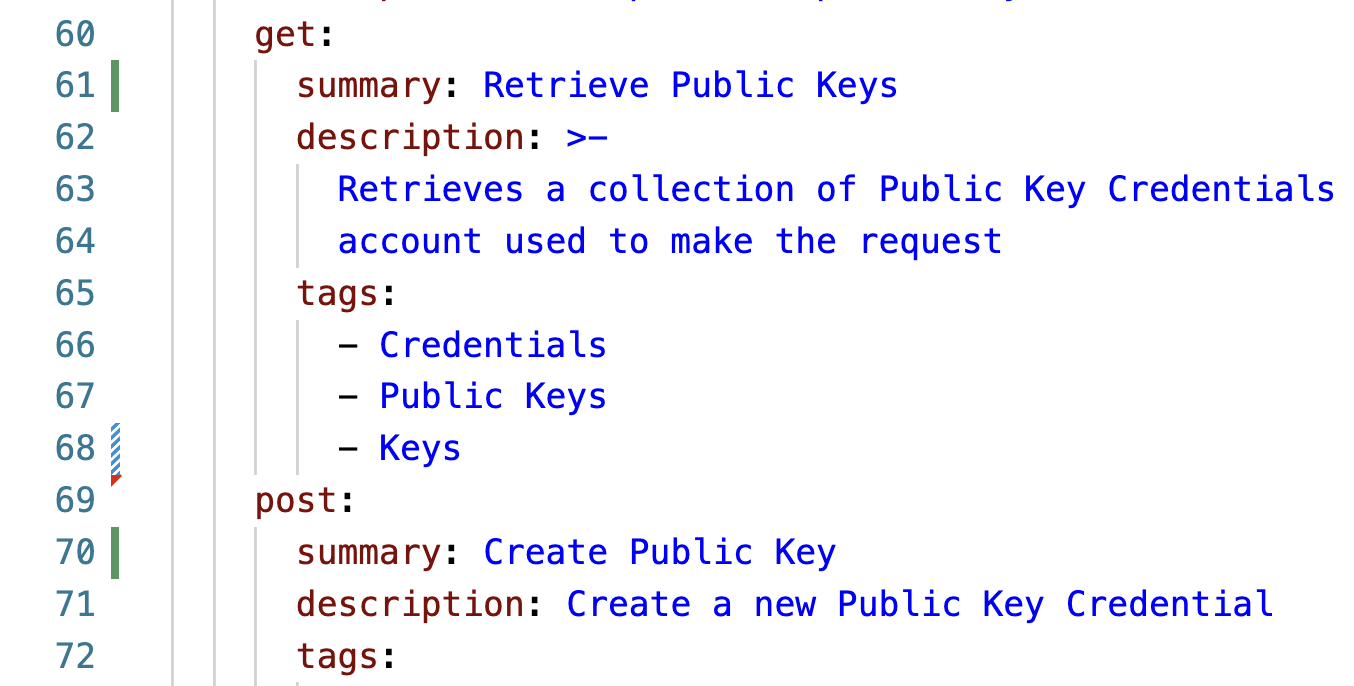 60 get:
61 summary: Retrieve Public Keys
62 description: >-
63 Retrieves a collection of Public Key Credentials
64 account used to make the request
65 tags:
66 - Credentials
67 - Public Keys
68 - Keys
69 post:
70 summary: Create Public Key
71 description: Create a new Public Key Credential
72 tags: